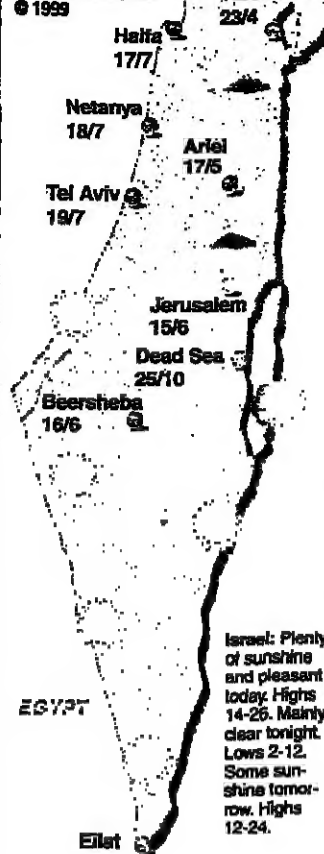 © 1999
23/4
Haifa
17/7
Netanya
18/7
Ariel
17/5
Tel Aviv
19/7
Jerusalem
15/6
Dead Sea
25/10
Beersheba
16/6
EGYPT
Israel: Plenty
of sunshine
and pleasant
today. Highs
14-26. Mainly
clear tonight.
Lows 2-12.
Some sun-
shine tomor-
row. Highs
12-24.
Eilat